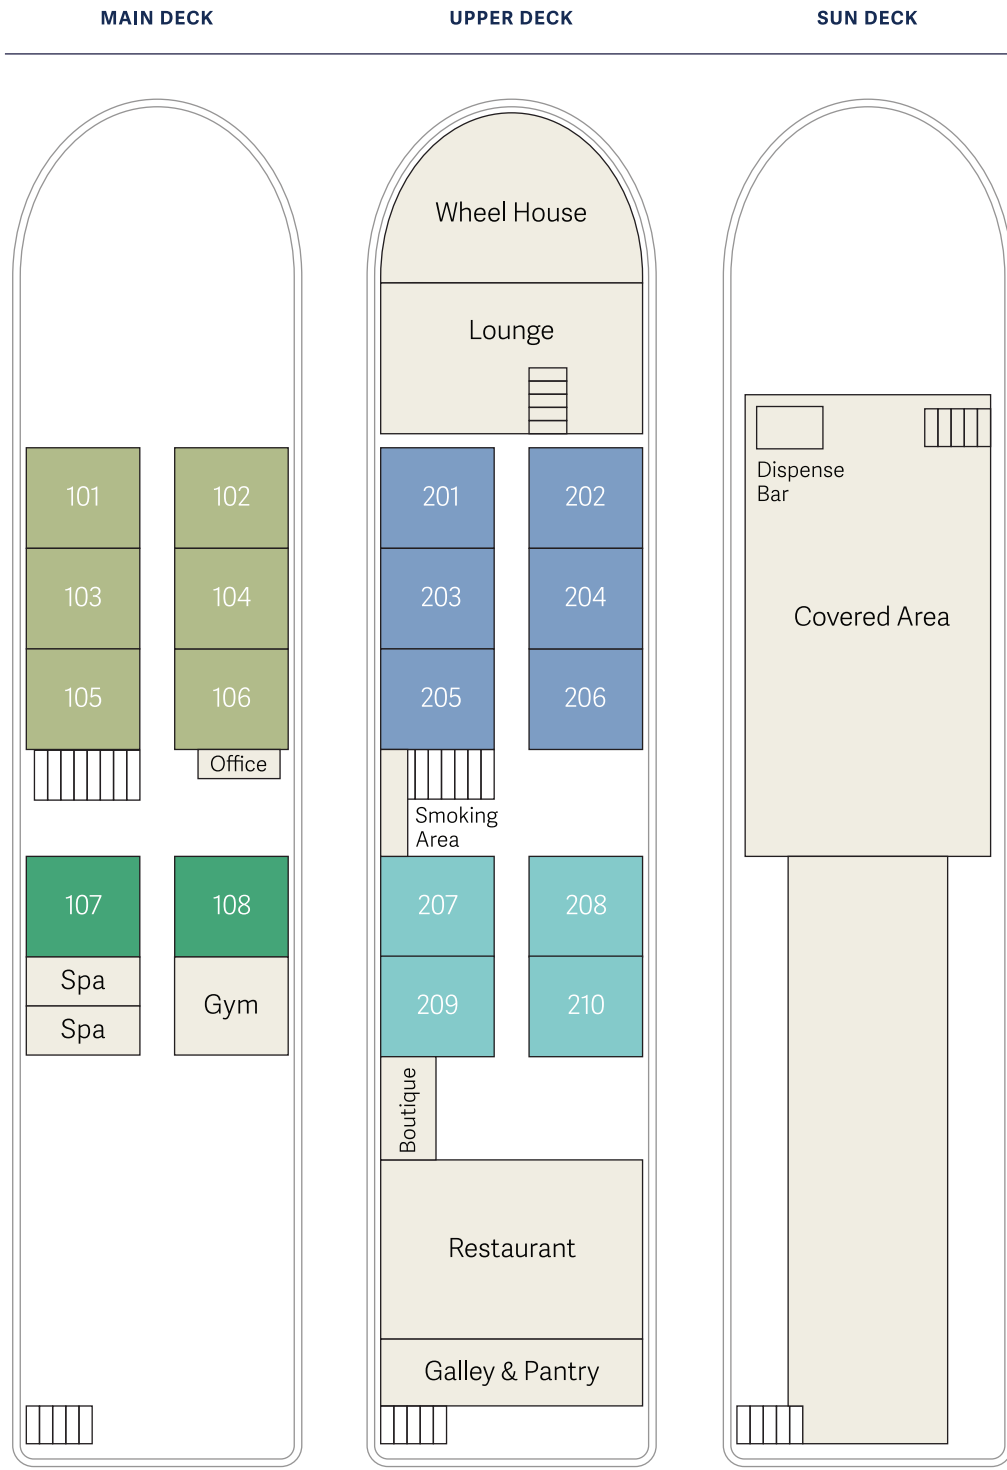 MAIN DECK
UPPER DECK
SUN DECK
101
102
103
104
105
106
Office
107
108
Spa
Spa
Gym
Wheel House
Lounge
201
202
203
204
205
206
Smoking
Area
207
208
209
210
Boutique
Restaurant
Galley & Pantry
Dispense
Bar
Covered Area